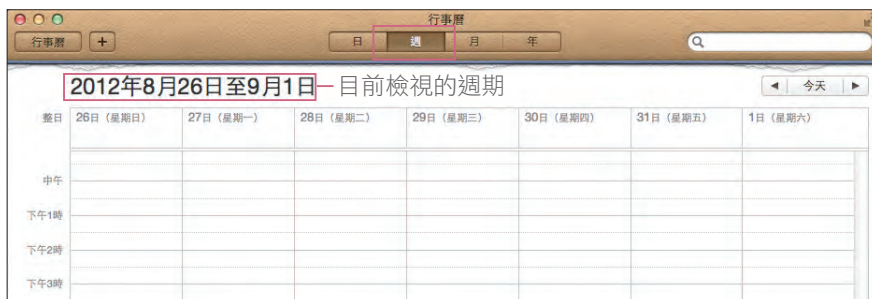 行事曆
行事曆 + 日 週 月 年
2012年8月26日至9月1日 目前檢視的週期 今天
整日 26日（星期日） 27日（星期一） 28日（星期二） 29日（星期三） 30日（星期四） 31日（星期五） 1日（星期六）
中午
下午1時
下午2時
下午3時